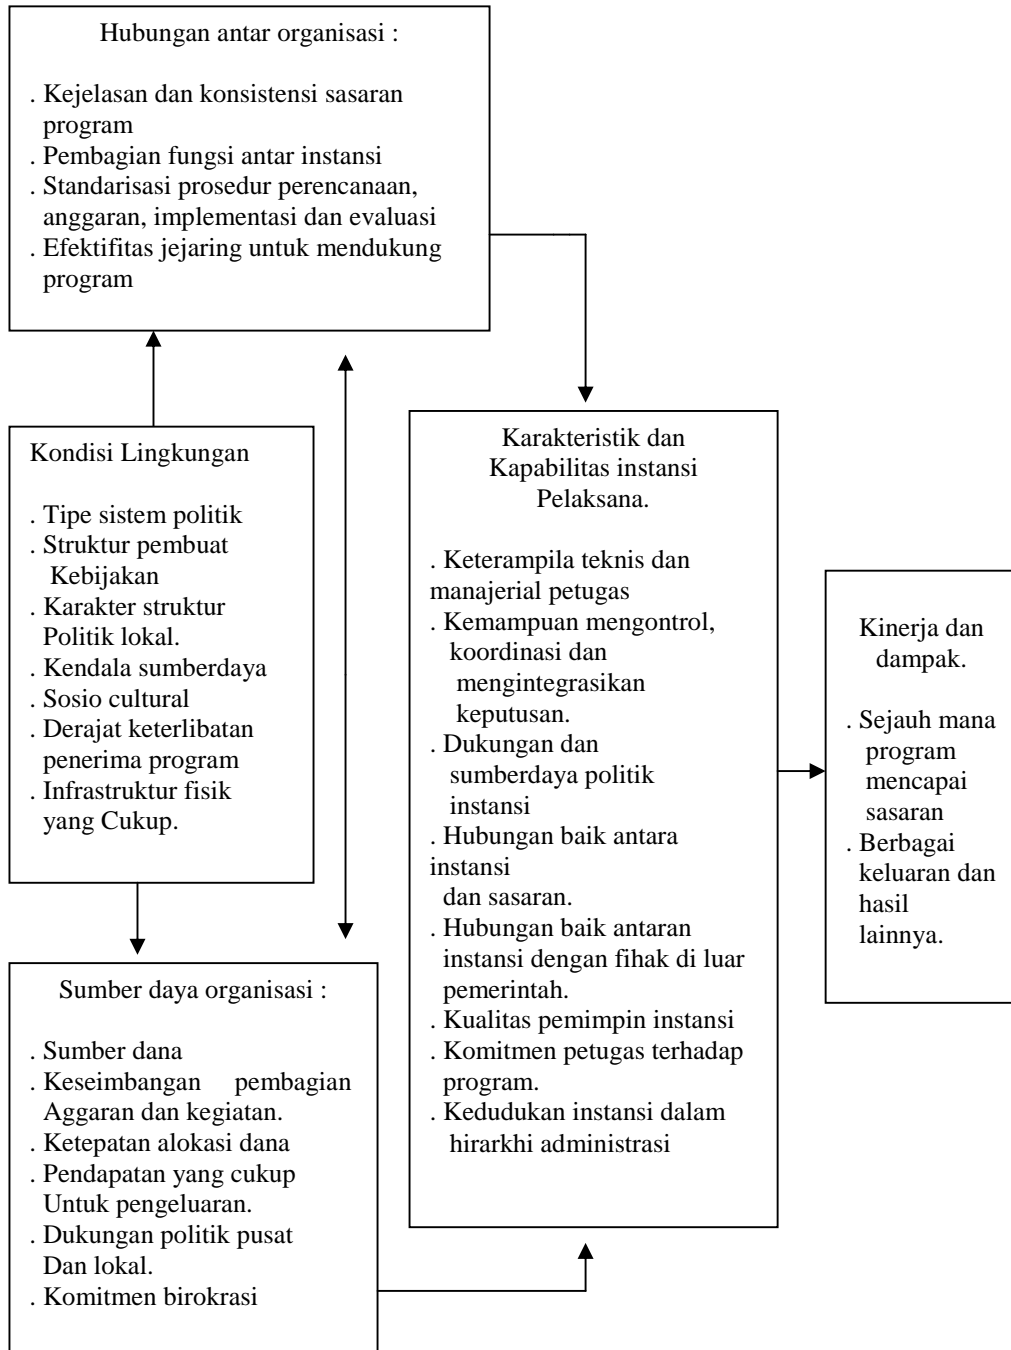 Hubungan antar organisasi :
. Kejelasan dan konsistensi sasaran
program
. Pembagian fungsi antar instansi
. Standarisasi prosedur perencanaan,
anggaran, implementasi dan evaluasi
. Efektifitas jejaring untuk mendukung
program
Kondisi Lingkungan
. Tipe sistem politik
. Struktur pembuat
Kebijakan
. Karakter struktur
Politik lokal.
. Kendala sumberdaya
. Sosio cultural
. Derajat keterlibatan
penerima program
. Infrastruktur fisik
yang Cukup.
Sumber daya organisasi :
. Sumber dana
. Keseimbangan pembagian
Aggaran dan kegiatan.
. Ketepatan alokasi dana
. Pendapatan yang cukup
Untuk pengeluaran.
. Dukungan politik pusat
Dan lokal.
. Komitmen birokrasi
Karakteristik dan
Kapabilitas instansi
Pelaksana.
. Keterampila teknis dan
manajerial petugas
. Kemampuan mengontrol,
koordinasi dan
mengintegrasikan
keputusan.
. Dukungan dan
sumberdaya politik
instansi
. Hubungan baik antara
instansi
dan sasaran.
. Hubungan baik antaran
instansi dengan fihak di luar
pemerintah.
. Kualitas pemimpin instansi
. Komitmen petugas terhadap
program.
. Kedudukan instansi dalam
hirarkhi administrasi
Kinerja dan
dampak.
. Sejauh mana
program
mencapai
sasaran
. Berbagai
keluaran dan
hasil
lainnya.